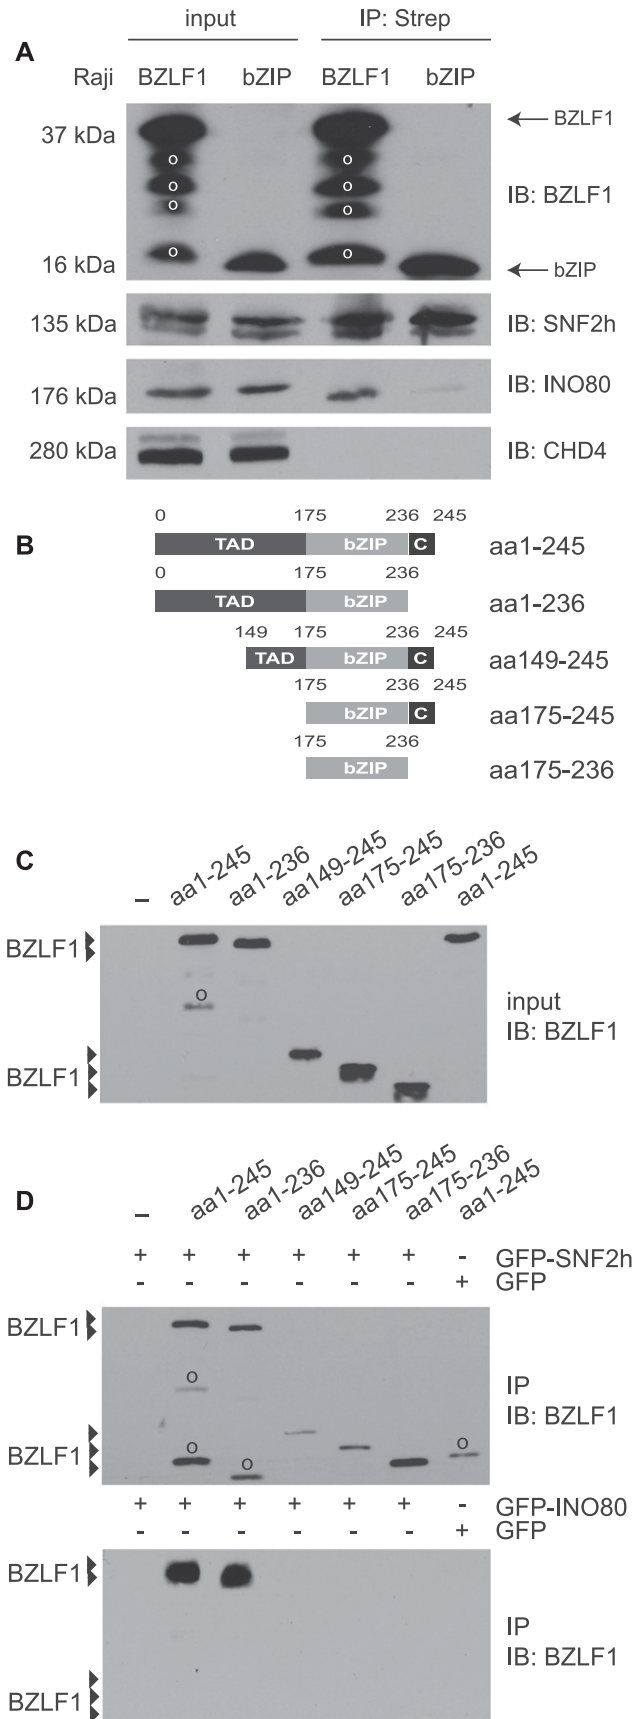 input IP: Strep
A
Raji BZLF1 bZIP BZLF1 bZIP
37 kDa ← BZLF1
o o
o o
o o
IB: BZLF1
o o
16 kDa ← bZIP
135 kDa IB: SNF2h
176 kDa IB: INO80
280 kDa IB: CHD4
B
0 175 236 245
TAD bZIP C aa1-245
0 175 236
TAD bZIP aa1-236
149 175 236 245
TAD bZIP C aa149-245
175 236 245
bZIP C aa175-245
175 236
bZIP aa175-236
C
– aa1-245 aa1-236 aa149-245 aa175-245 aa175-236 aa1-245
BZLF1
o
input
IB: BZLF1
BZLF1
D
– aa1-245 aa1-236 aa149-245 aa175-245 aa175-236 aa1-245
+ + + + + + - GFP-SNF2h
- - - - - - + GFP
BZLF1
o
IP
IB: BZLF1
BZLF1 o o o
+ + + + + + - GFP-INO80
- - - - - - + GFP
BZLF1
IP
IB: BZLF1
BZLF1